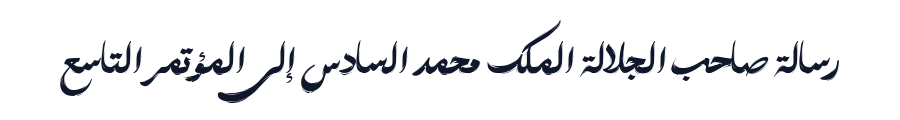 رسالة صاحب الجلالة الملك محمد السادس إلى المؤتمر التاسع